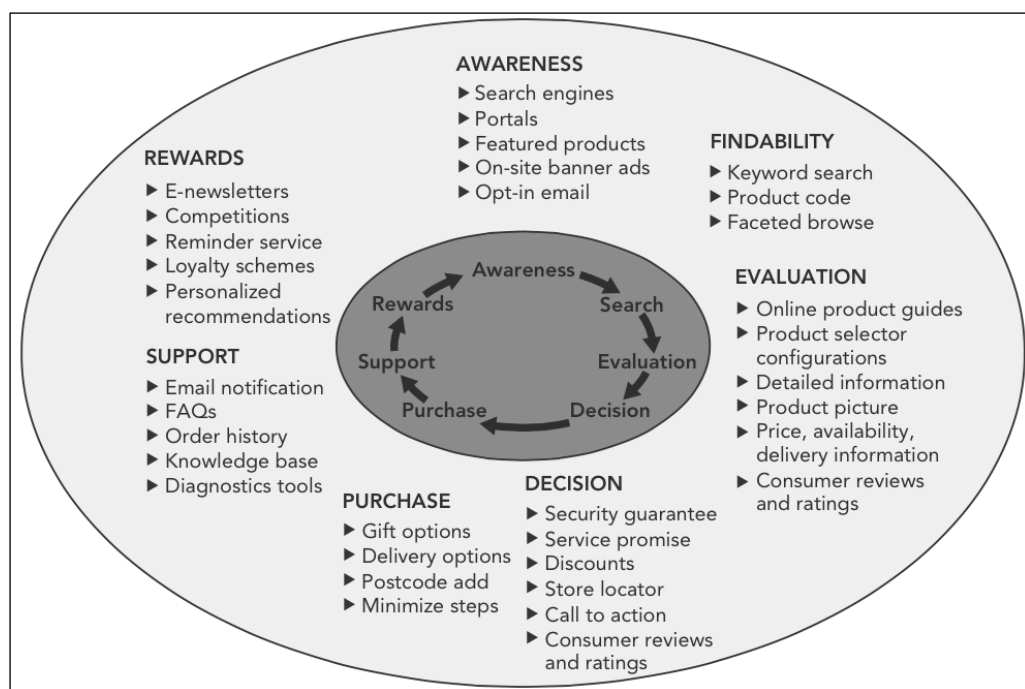 AWARENESS
▶ Search engines
▶ Portals
▶ Featured products
▶ On-site banner ads
▶ Opt-in email
FINDABILITY
▶ Keyword search
▶ Product code
▶ Faceted browse
EVALUATION
▶ Online product guides
▶ Product selector
configurations
▶ Detailed information
▶ Product picture
▶ Price, availability,
delivery information
▶ Consumer reviews
and ratings
DECISION
▶ Security guarantee
▶ Service promise
▶ Discounts
▶ Store locator
▶ Call to action
▶ Consumer reviews
and ratings
PURCHASE
▶ Gift options
▶ Delivery options
▶ Postcode add
▶ Minimize steps
SUPPORT
▶ Email notification
▶ FAQs
▶ Order history
▶ Knowledge base
▶ Diagnostics tools
REWARDS
▶ E-newsletters
▶ Competitions
▶ Reminder service
▶ Loyalty schemes
▶ Personalized
recommendations
Awareness
Search
Evaluation
Decision
Purchase
Support
Rewards